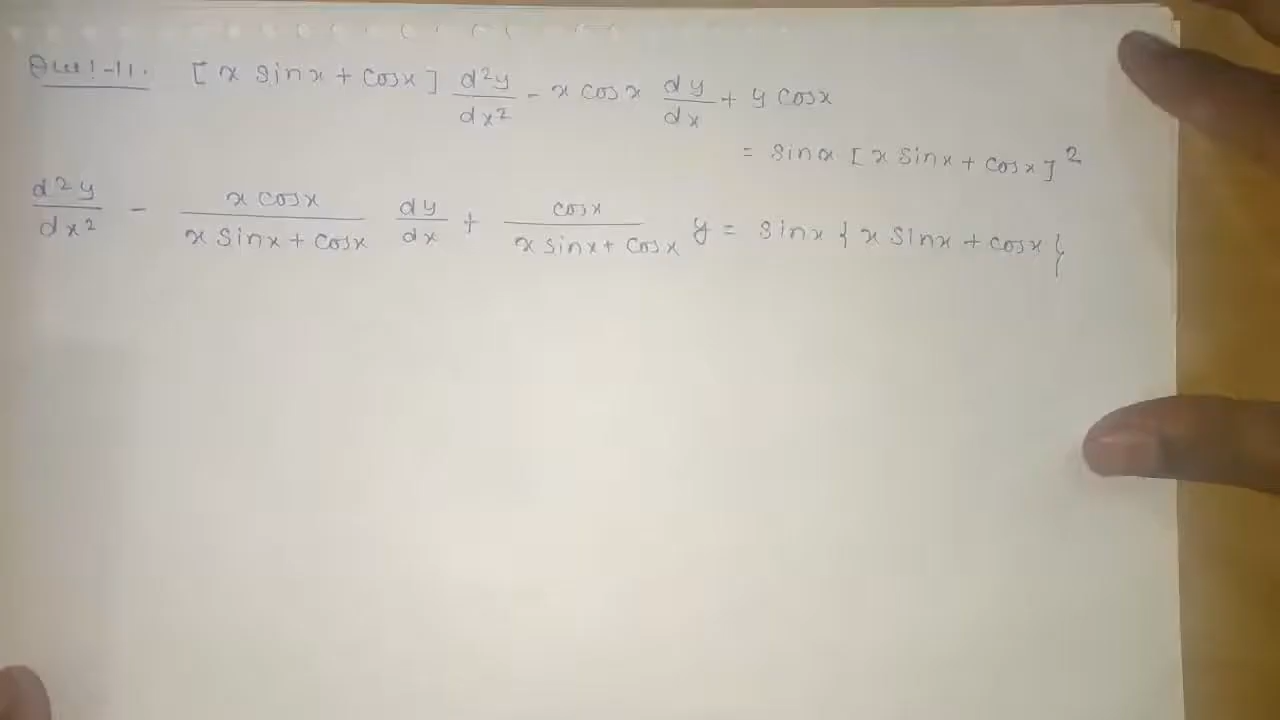 Que!-11. [x sinx + cosx] d²y/dx² - x cosx dy/dx + y cosx
= sinx [x sinx + cosx]²
d²y/dx² - x cosx/x sinx + cosx dy/dx + cosx/x sinx + cosx y = sinx {x sinx + cosx}